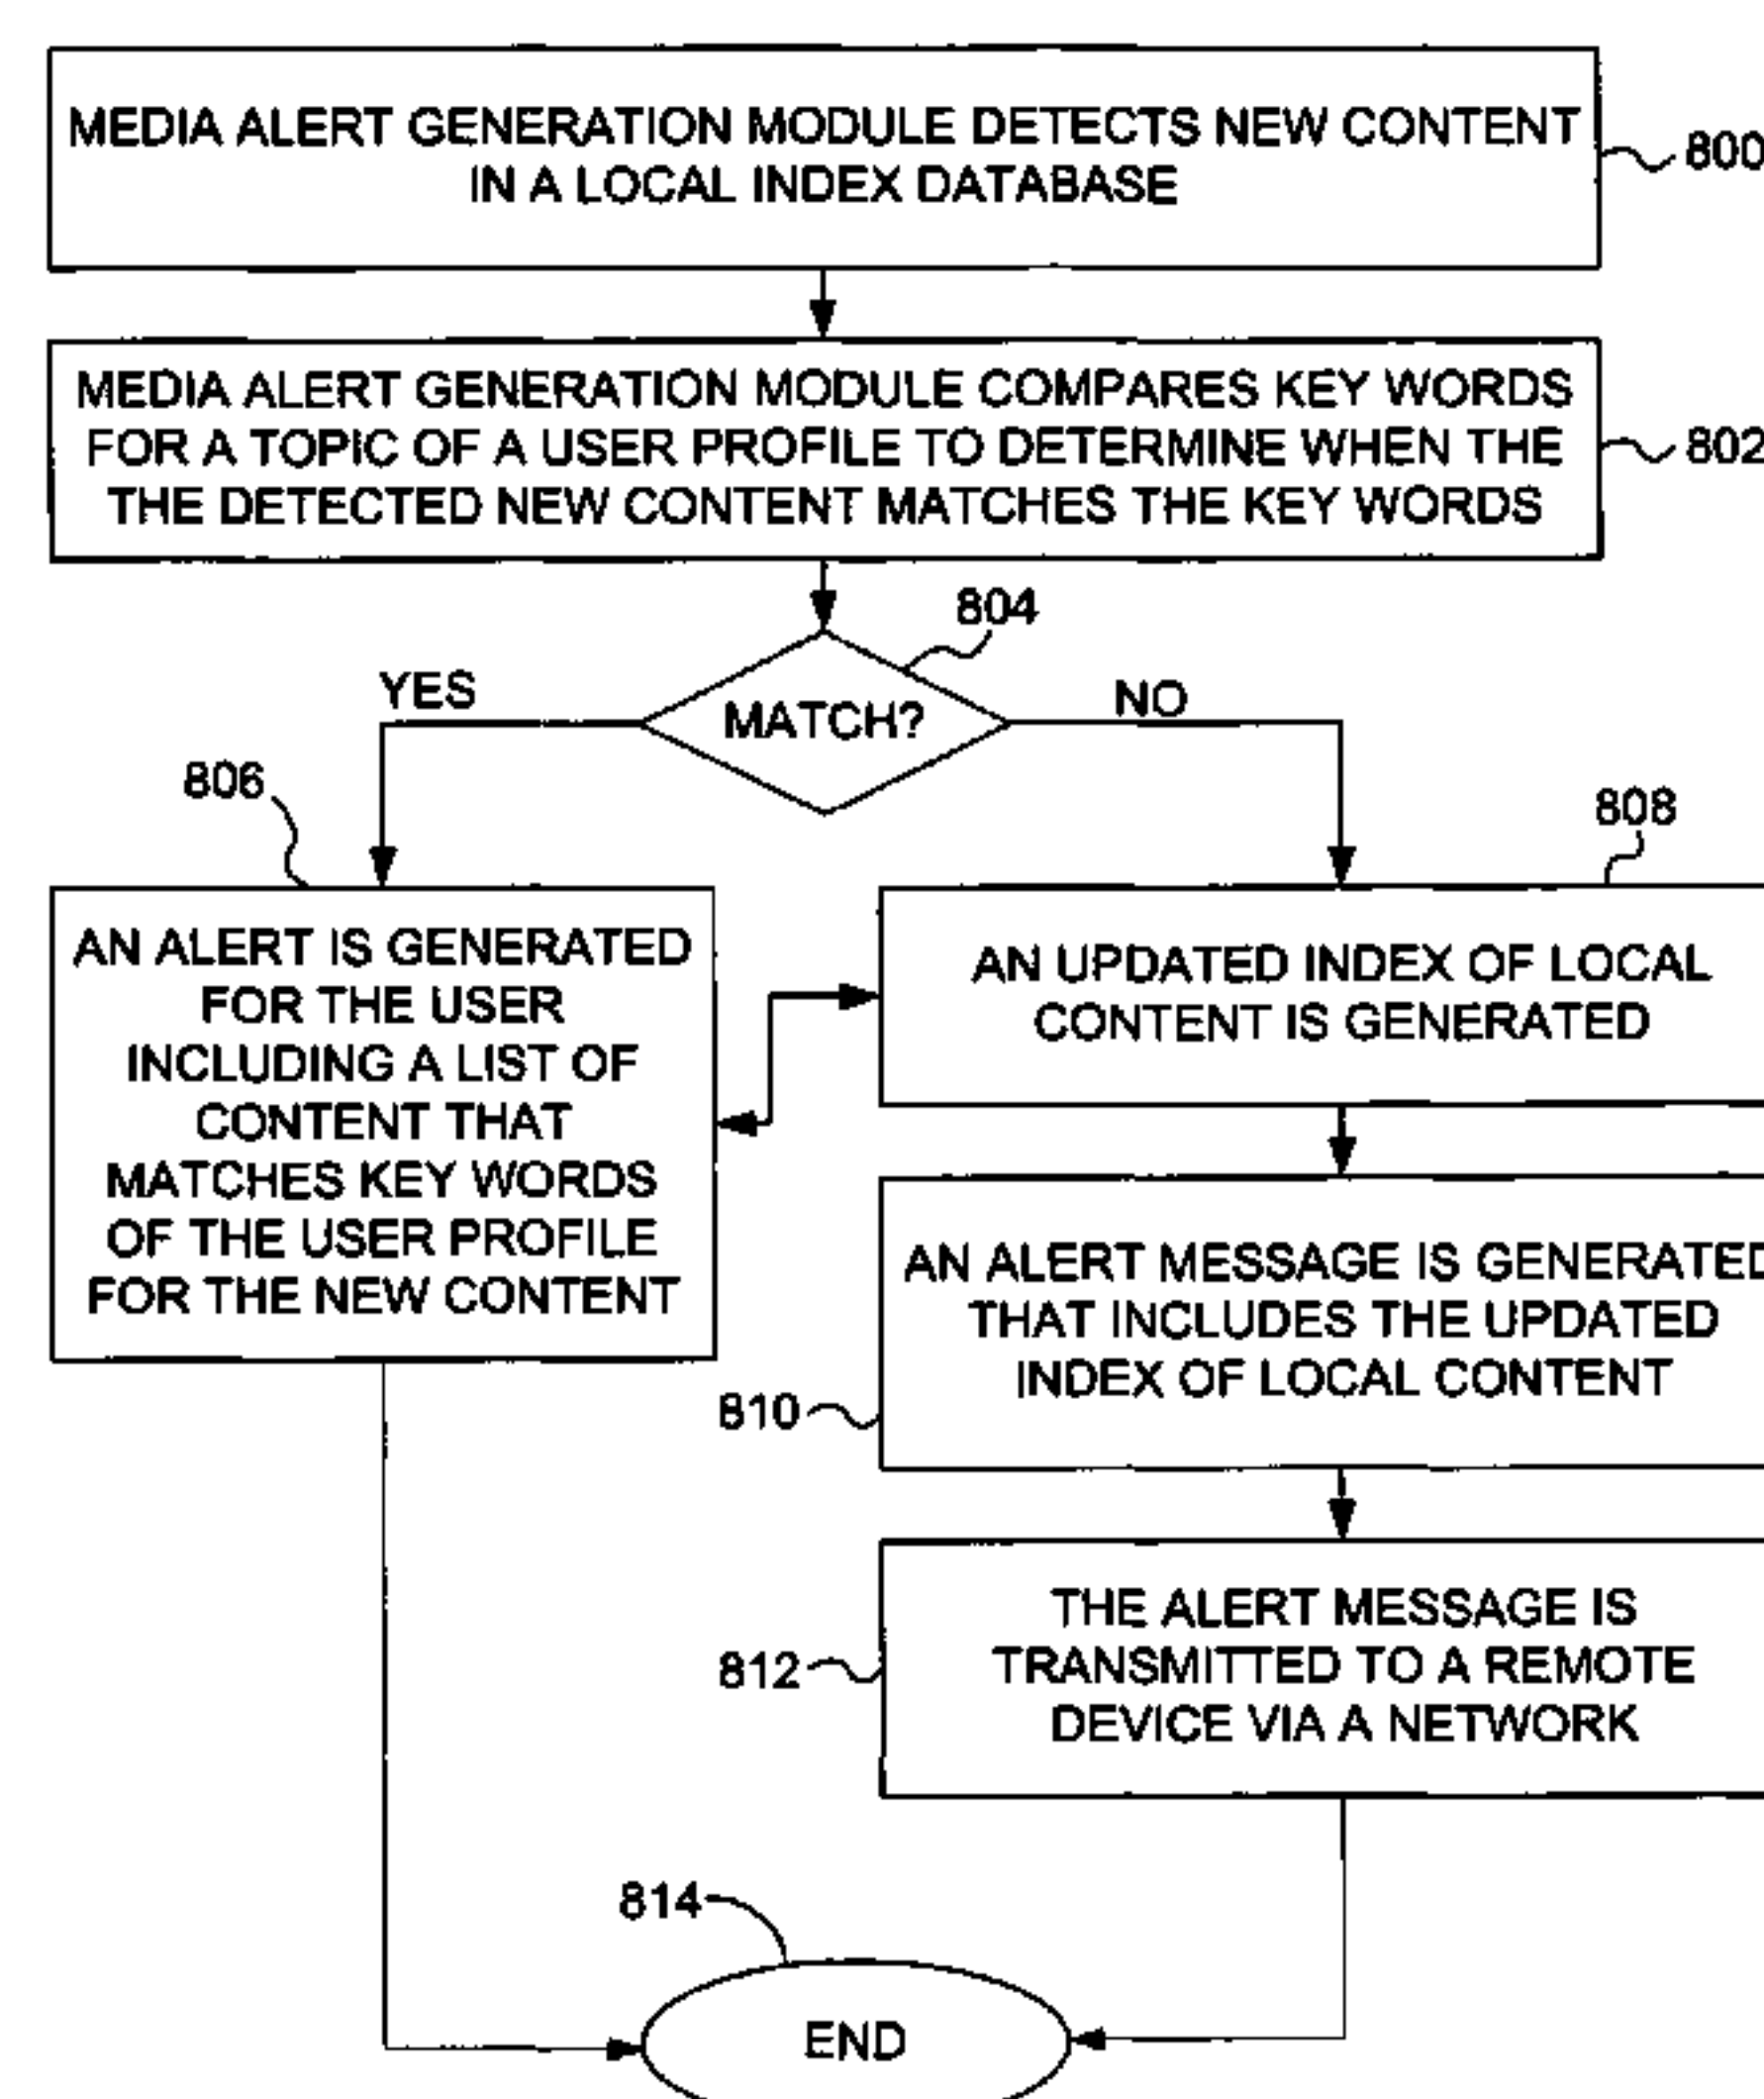 MEDIA ALERT GENERATION MODULE DETECTS NEW CONTENT
IN A LOCAL INDEX DATABASE
800
MEDIA ALERT GENERATION MODULE COMPARES KEY WORDS
FOR A TOPIC OF A USER PROFILE TO DETERMINE WHEN THE
THE DETECTED NEW CONTENT MATCHES THE KEY WORDS
802
804
YES
MATCH?
NO
806
808
AN ALERT IS GENERATED
FOR THE USER
INCLUDING A LIST OF
CONTENT THAT
MATCHES KEY WORDS
OF THE USER PROFILE
FOR THE NEW CONTENT
AN UPDATED INDEX OF LOCAL
CONTENT IS GENERATED
AN ALERT MESSAGE IS GENERATED
THAT INCLUDES THE UPDATED
INDEX OF LOCAL CONTENT
810
THE ALERT MESSAGE IS
TRANSMITTED TO A REMOTE
DEVICE VIA A NETWORK
812
814
END